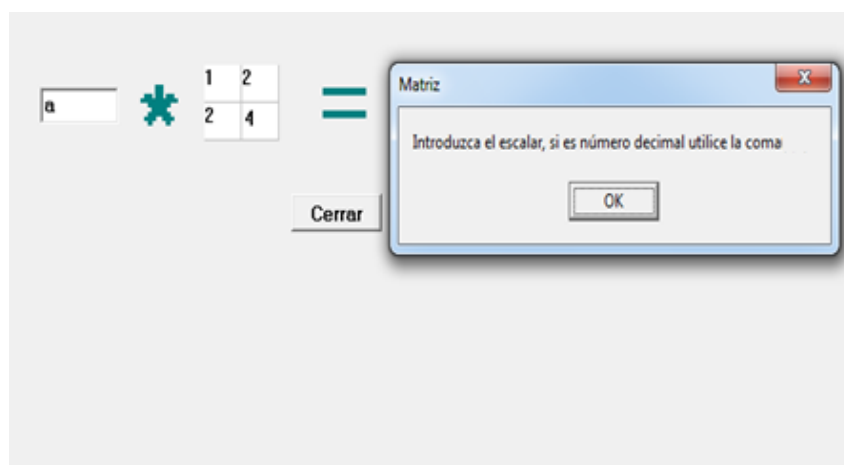 a * 1 2 =
2 4
Cerrar
Matriz
Introduzca el escalar, si es número decimal utilice la coma
OK